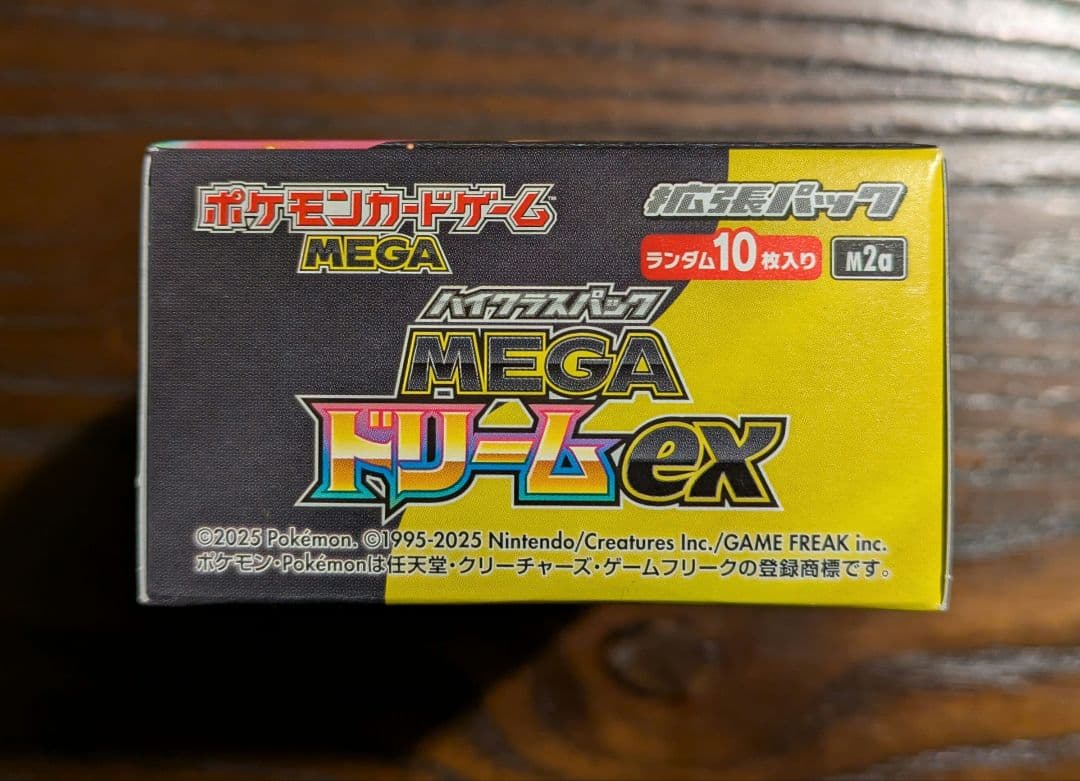 ポケモンカードゲーム™
MEGA
拡張パック
ランダム10枚入り
M2a
ハイクラスパック
MEGA
ドリームex
©2025 Pokémon. ©1995-2025 Nintendo/Creatures Inc./GAME FREAK inc.
ポケモン・Pokémonは任天堂・クリーチャーズ・ゲームフリークの登録商標です。